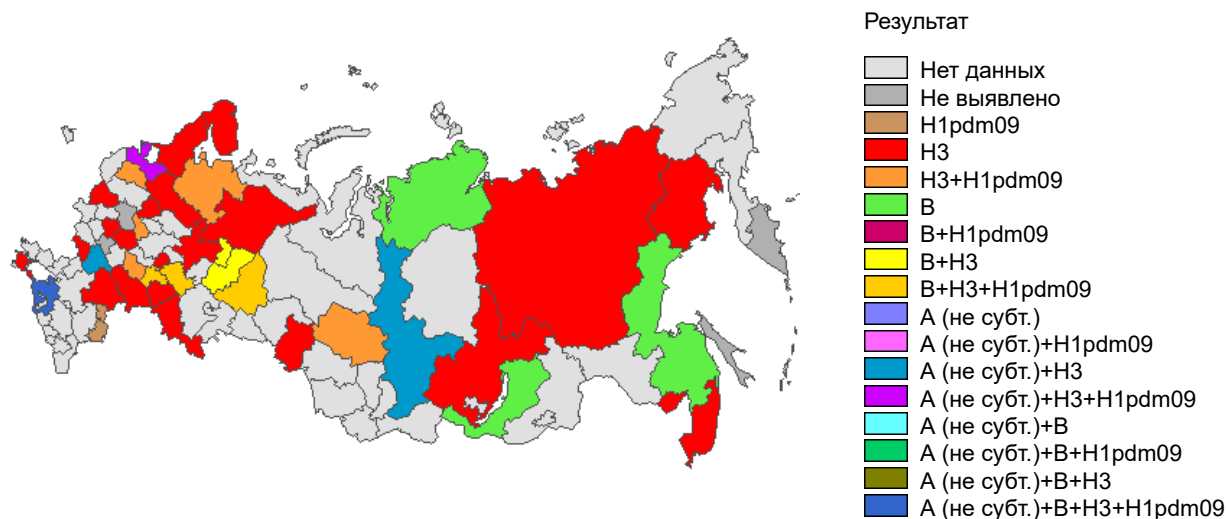 Результат
Нет данных
Не выявлено
H1pdm09
H3
H3+H1pdm09
B
B+H1pdm09
B+H3
B+H3+H1pdm09
А (не субт.)
А (не субт.)+H1pdm09
А (не субт.)+H3
А (не субт.)+H3+H1pdm09
А (не субт.)+B
А (не субт.)+B+H1pdm09
А (не субт.)+B+H3
А (не субт.)+B+H3+H1pdm09